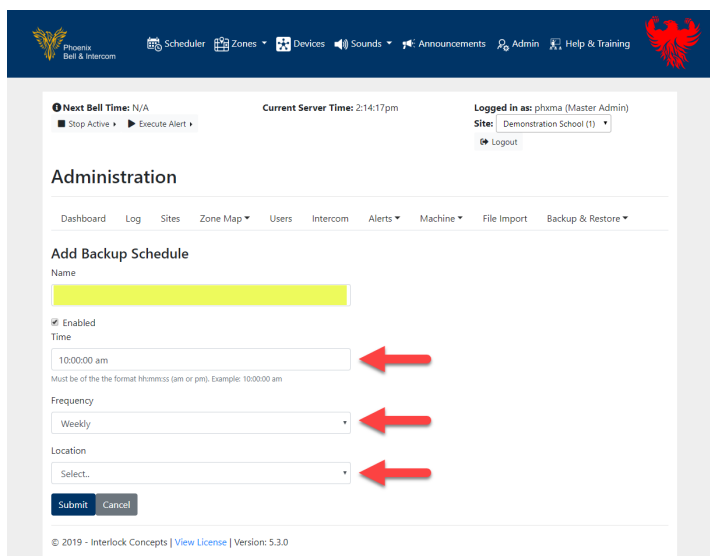 Phoenix
Bell & Intercom
Scheduler Zones Devices Sounds Announcements Admin Help & Training
Next Bell Time: N/A Current Server Time: 2:14:17pm Logged in as: phxma (Master Admin)
Stop Active Execute Alert Site: Demonstration School (1)
Logout
Administration
Dashboard Log Sites Zone Map Users Intercom Alerts Machine File Import Backup & Restore
Add Backup Schedule
Name
Enabled
Time
10:00:00 am
Must be of the the format hh:mm:ss (am or pm). Example: 10:00:00 am
Frequency
Weekly
Location
Select..
Submit Cancel
© 2019 - Interlock Concepts | View License | Version: 5.3.0